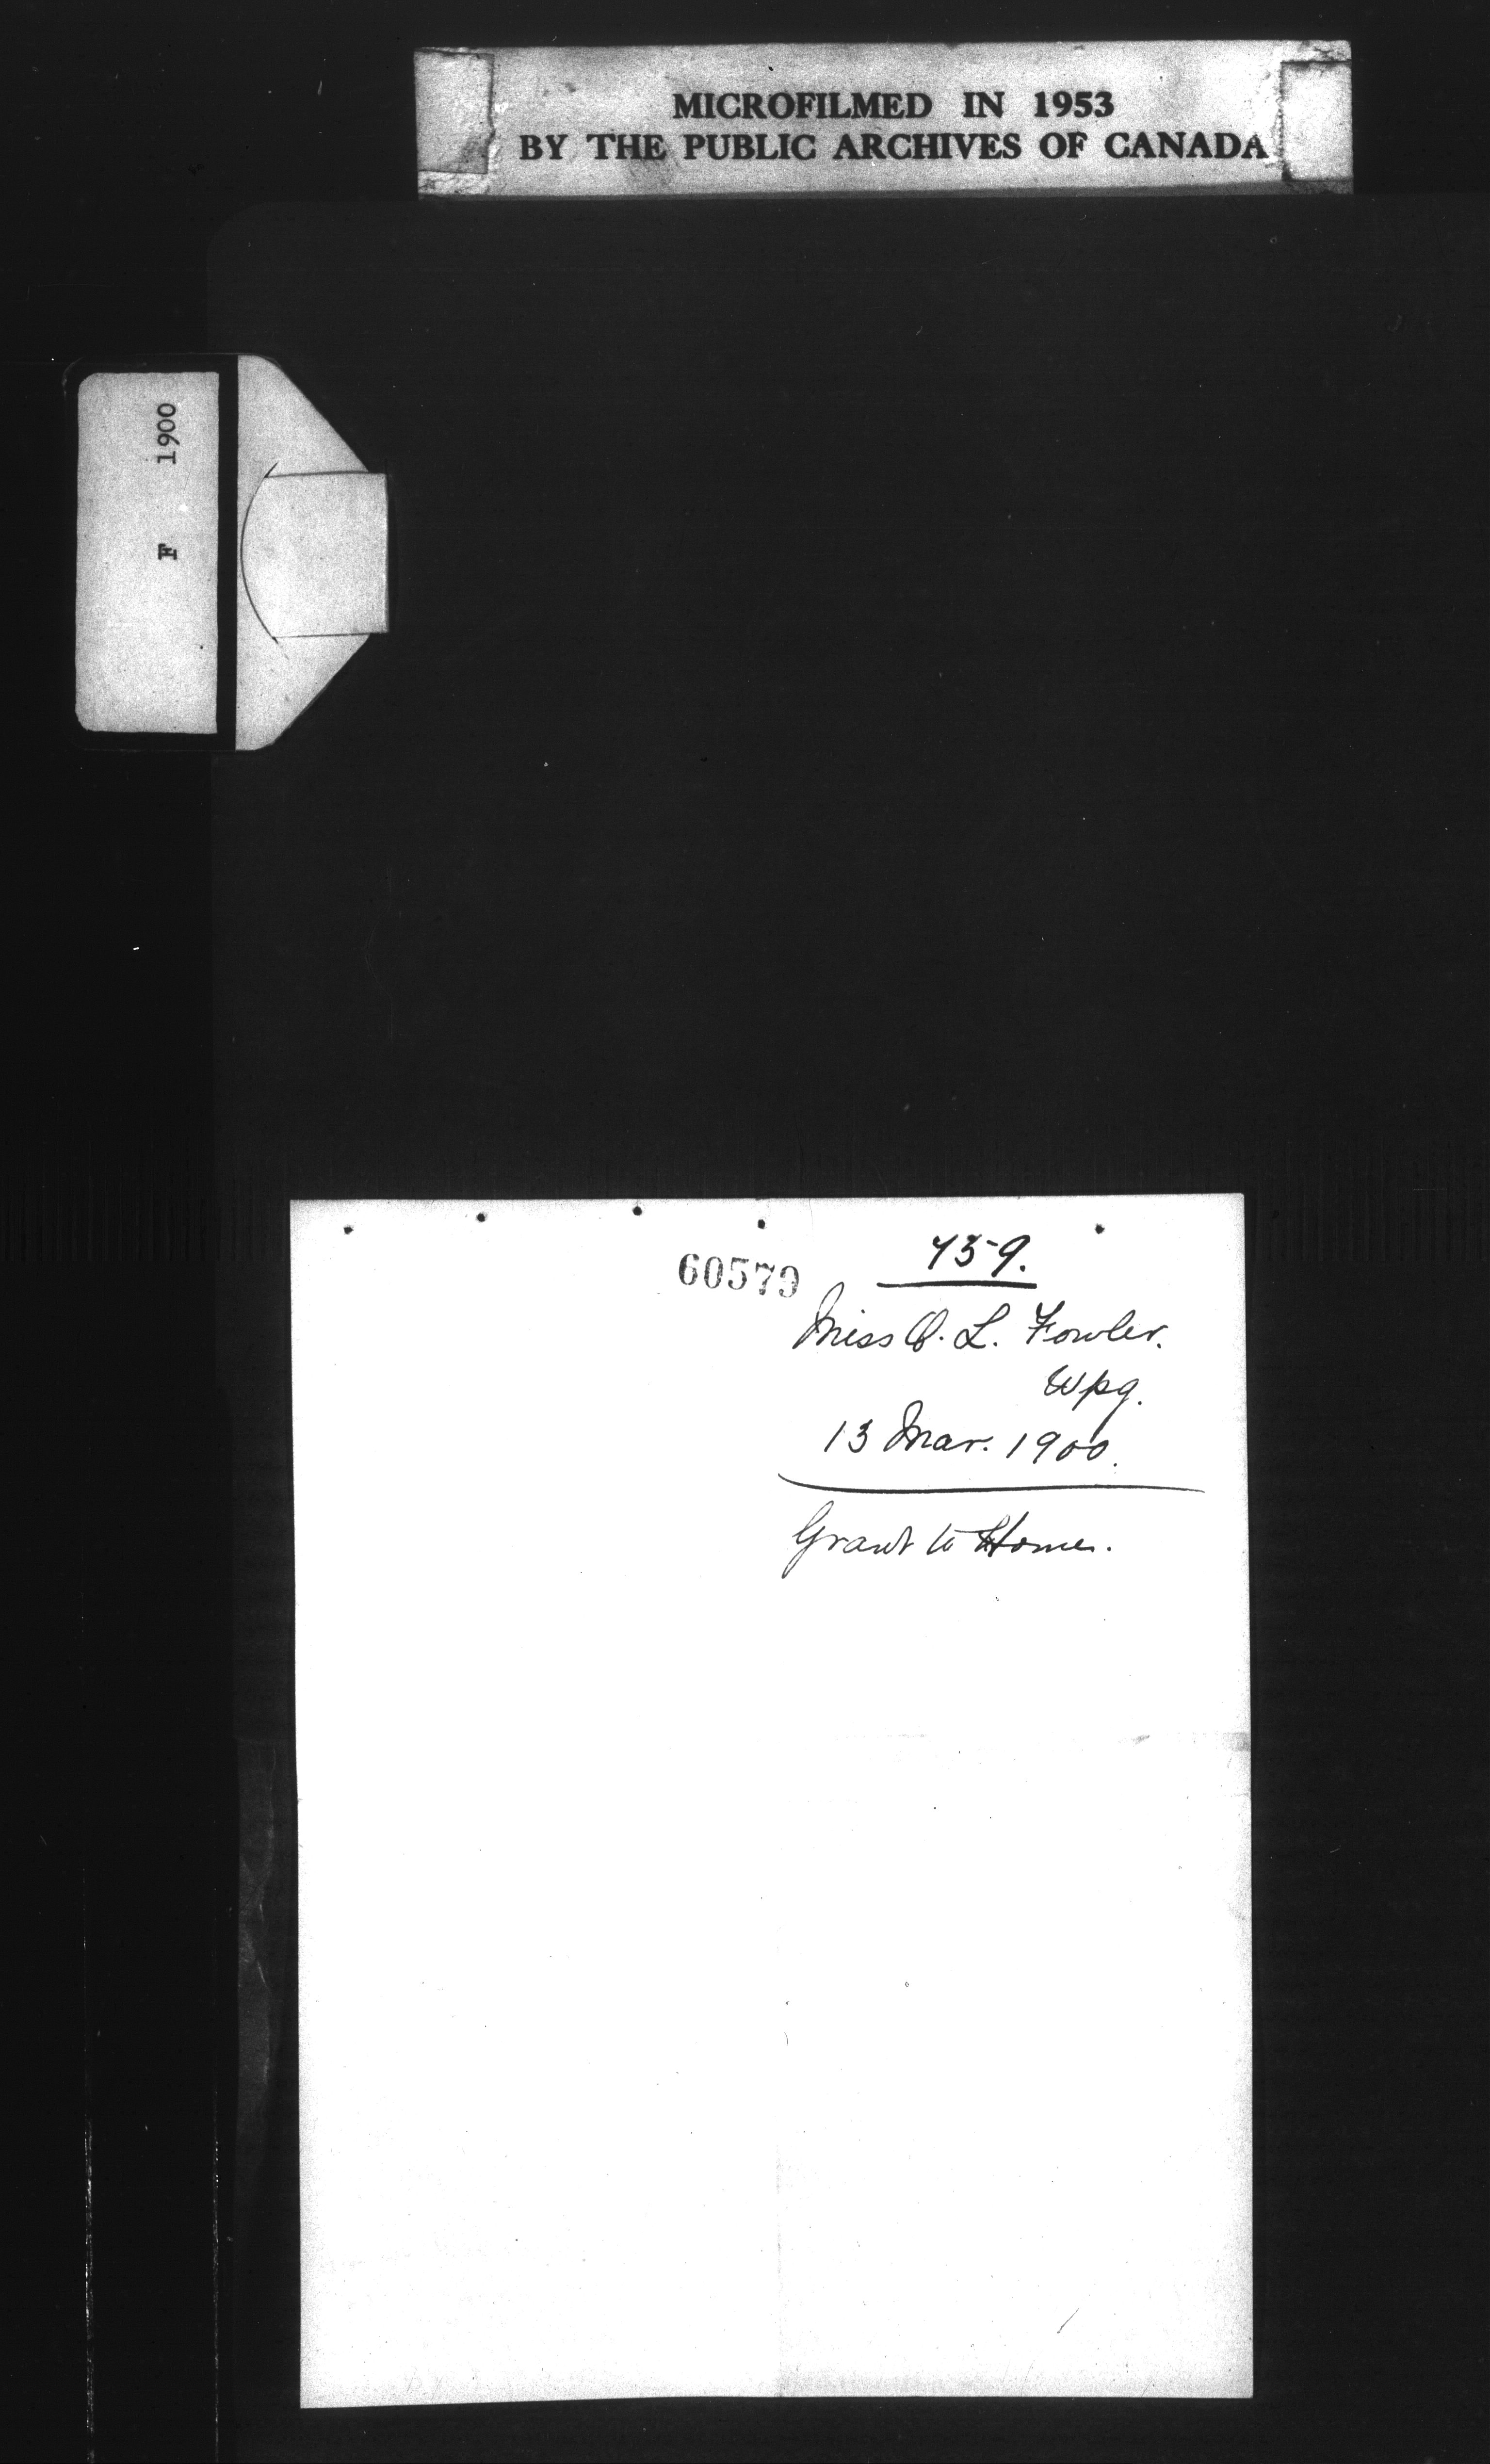 MICROFILMED IN 1953
BY THE PUBLIC ARCHIVES OF CANADA
F 1900
60579
759.
Miss L. Fowler.
Wpg.
13 Mar. 1900.
Grant to Home.